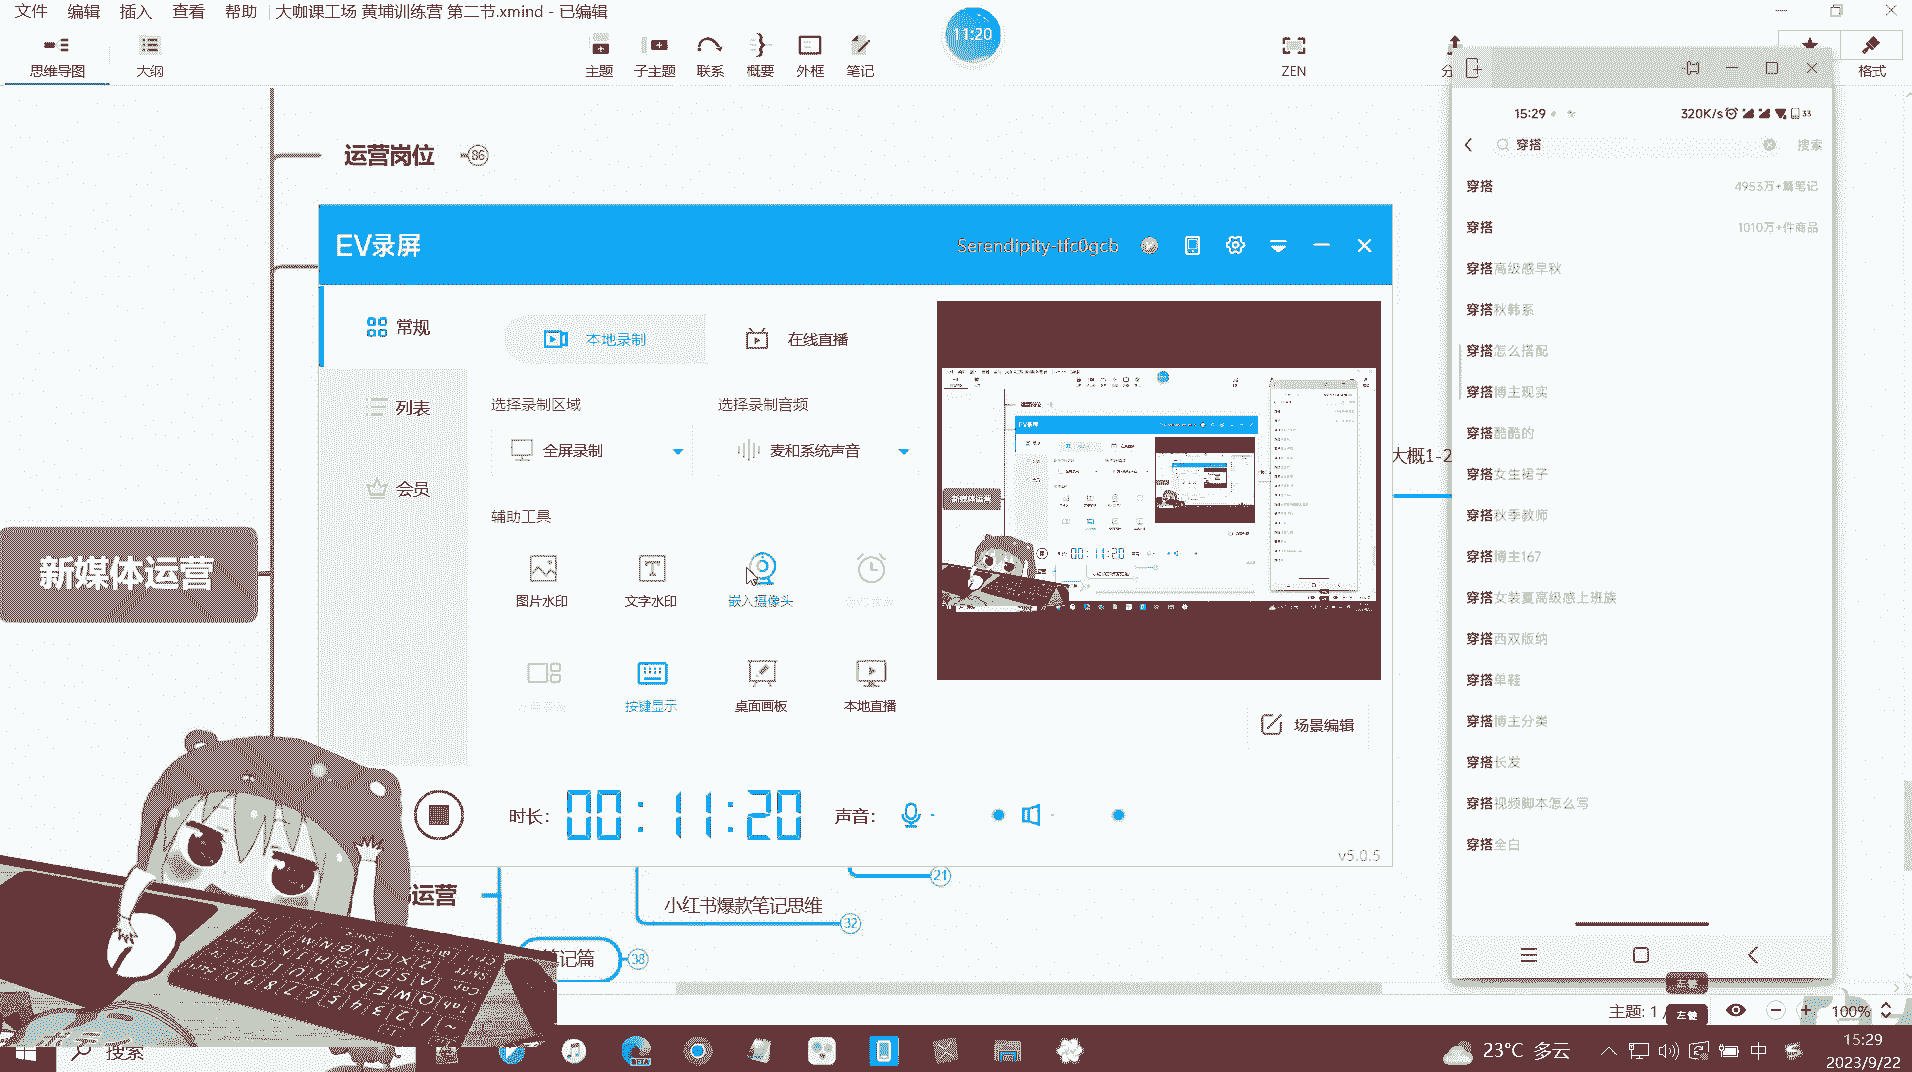 文件 编辑 插入 查看 帮助 大咖课工场 黄埔训练营 第二节.xmind - 已编辑
11:20
思维导图 大纲 主题 子主题 联系 概要 外框 笔记 ZEN 格式
运营岗位 86
新媒体运营
EV录屏 Serendipity-tfc0gcb
常规
列表
会员
本地录制 在线直播
选择录制区域 选择录制音频
全屏录制 麦和系统声音
辅助工具
图片水印 文字水印 嵌入摄像头
按键显示 桌面画板 本地直播
场景编辑
时长: 00:11:20 声音:
v5.0.5
大概1-2
运营
21
小红书爆款笔记思维 32
笔记篇 38
15:29 320K/s 33
穿搭 搜索
穿搭 4953万+篇笔记
穿搭 1010万+件商品
穿搭高级感早秋
穿搭秋韩系
穿搭怎么搭配
穿搭博主现实
穿搭酷酷的
穿搭女生裙子
穿搭秋季教师
穿搭博主167
穿搭女装夏高级感上班族
穿搭西双版纳
穿搭单鞋
穿搭博主分类
穿搭长发
穿搭视频脚本怎么写
穿搭全白
左键
主题: 1 / 左键 100%
搜索
BETA
23°C 多云 中 15:29
2023/9/22